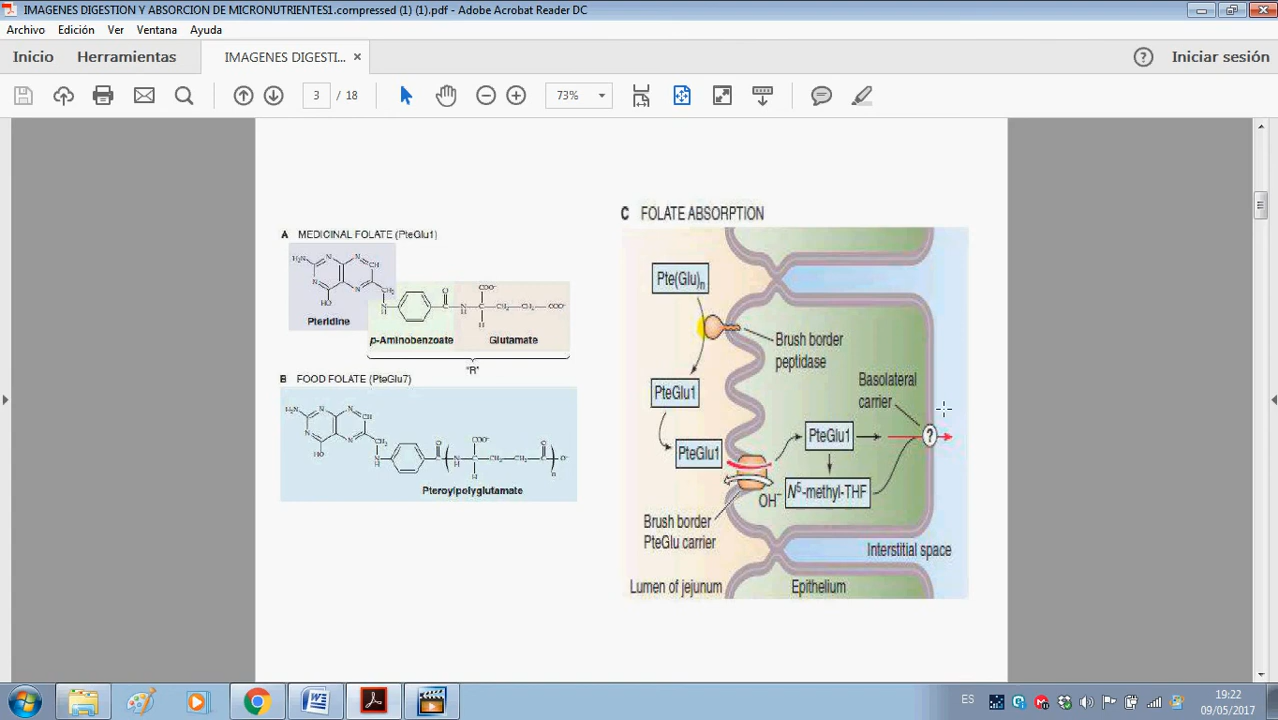 IMAGENES DIGESTION Y ABSORCION DE MICRONUTRIENTES1.compressed (1) (1).pdf - Adobe Acrobat Reader DC
Archivo Edición Ver Ventana Ayuda
Inicio Herramientas IMAGENES DIGESTI... × ? Iniciar sesión
3 / 18 73%
A MEDICINAL FOLATE (PteGlu1)
Pteridine
p-Aminobenzoate Glutamate
"R"
B FOOD FOLATE (PteGlu7)
Pteroylpolyglutamate
C FOLATE ABSORPTION
Pte(Glu)n
Brush border
peptidase
PteGlu1
Basolateral
carrier
PteGlu1
PteGlu1
?
OH⁻
N⁵-methyl-THF
Brush border
PteGlu carrier
Interstitial space
Lumen of jejunum
Epithelium
ES
19:22
09/05/2017